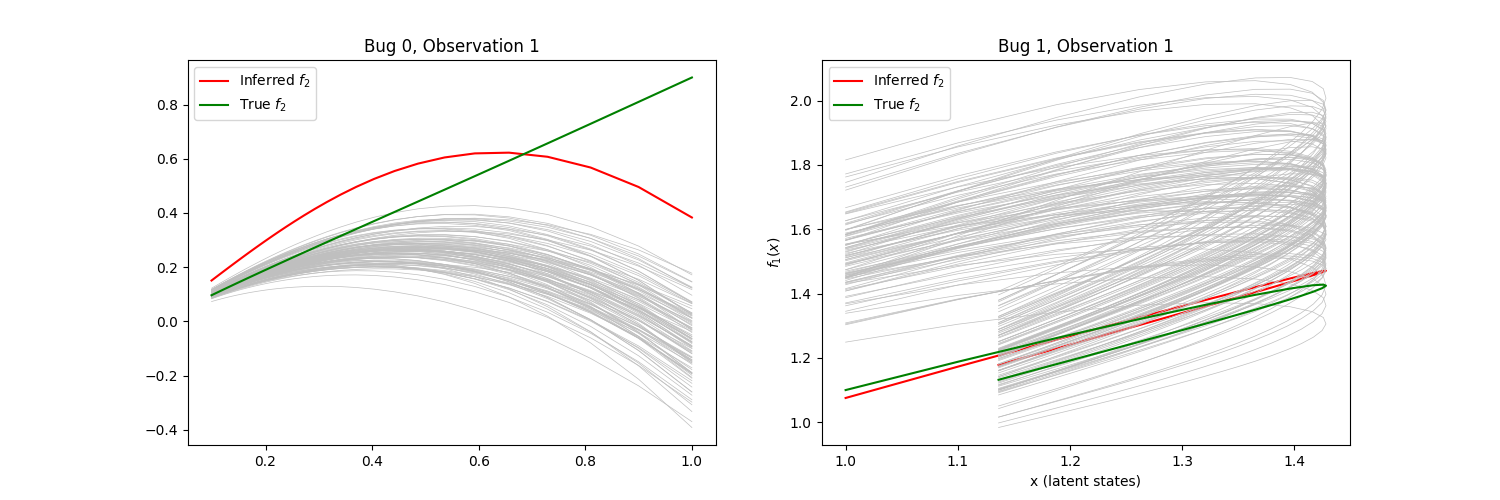 Bug 0, Observation 1
Inferred f₂
True f₂
0.8
0.6
0.4
0.2
0.0
−0.2
−0.4
0.2 0.4 0.6 0.8 1.0
Bug 1, Observation 1
Inferred f₂
True f₂
f₁(x)
2.0
1.8
1.6
1.4
1.2
1.0
1.0 1.1 1.2 1.3 1.4
x (latent states)